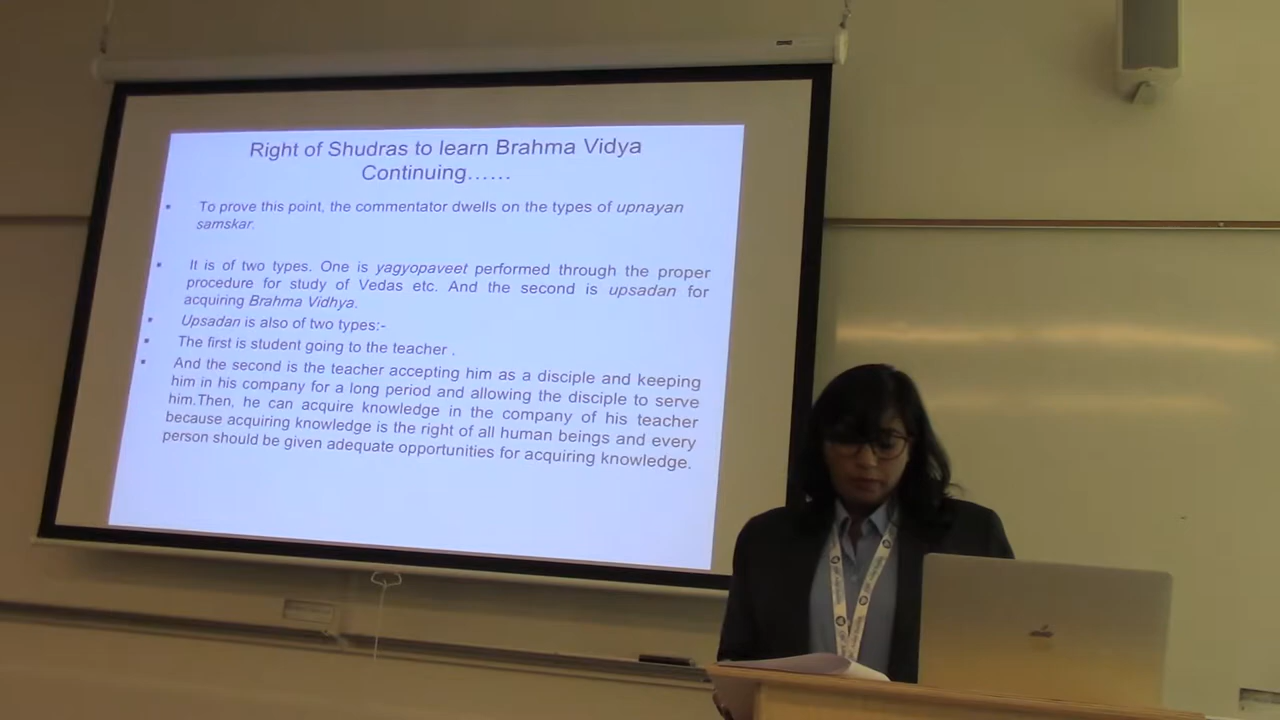 Right of Shudras to learn Brahma Vidya
Continuing......
To prove this point, the commentator dwells on the types of upnayan
samskar.
It is of two types. One is yagyopaveet performed through the proper
procedure for study of Vedas etc. And the second is upsadan for
acquiring Brahma Vidhya.
Upsadan is also of two types:-
The first is student going to the teacher .
And the second is the teacher accepting him as a disciple and keeping
him in his company for a long period and allowing the disciple to serve
him.Then, he can acquire knowledge in the company of his teacher
because acquiring knowledge is the right of all human beings and every
person should be given adequate opportunities for acquiring knowledge.